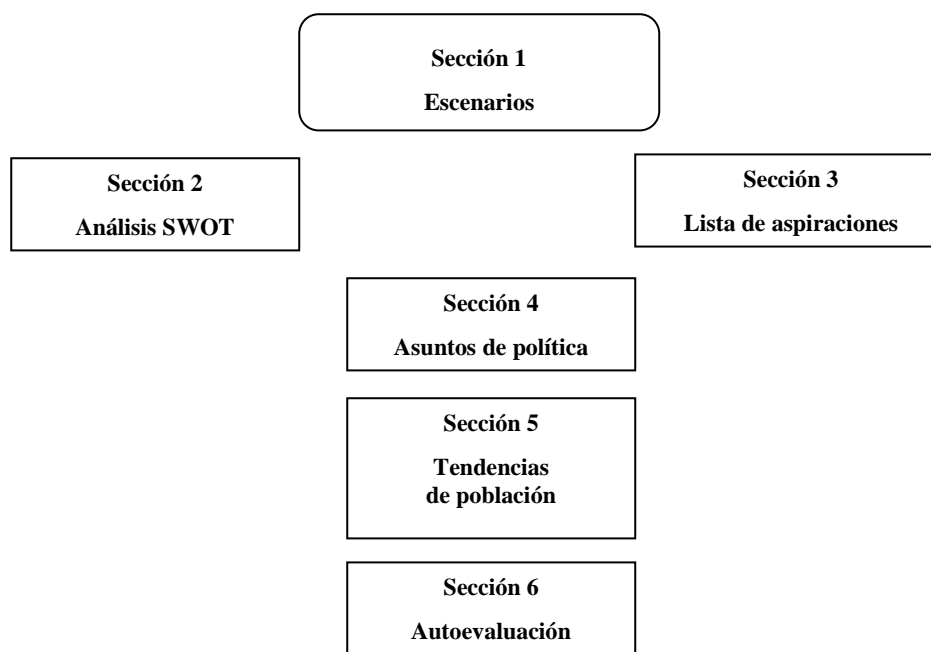 Sección 1
Escenarios
Sección 2
Análisis SWOT
Sección 3
Lista de aspiraciones
Sección 4
Asuntos de política
Sección 5
Tendencias
de población
Sección 6
Autoevaluación